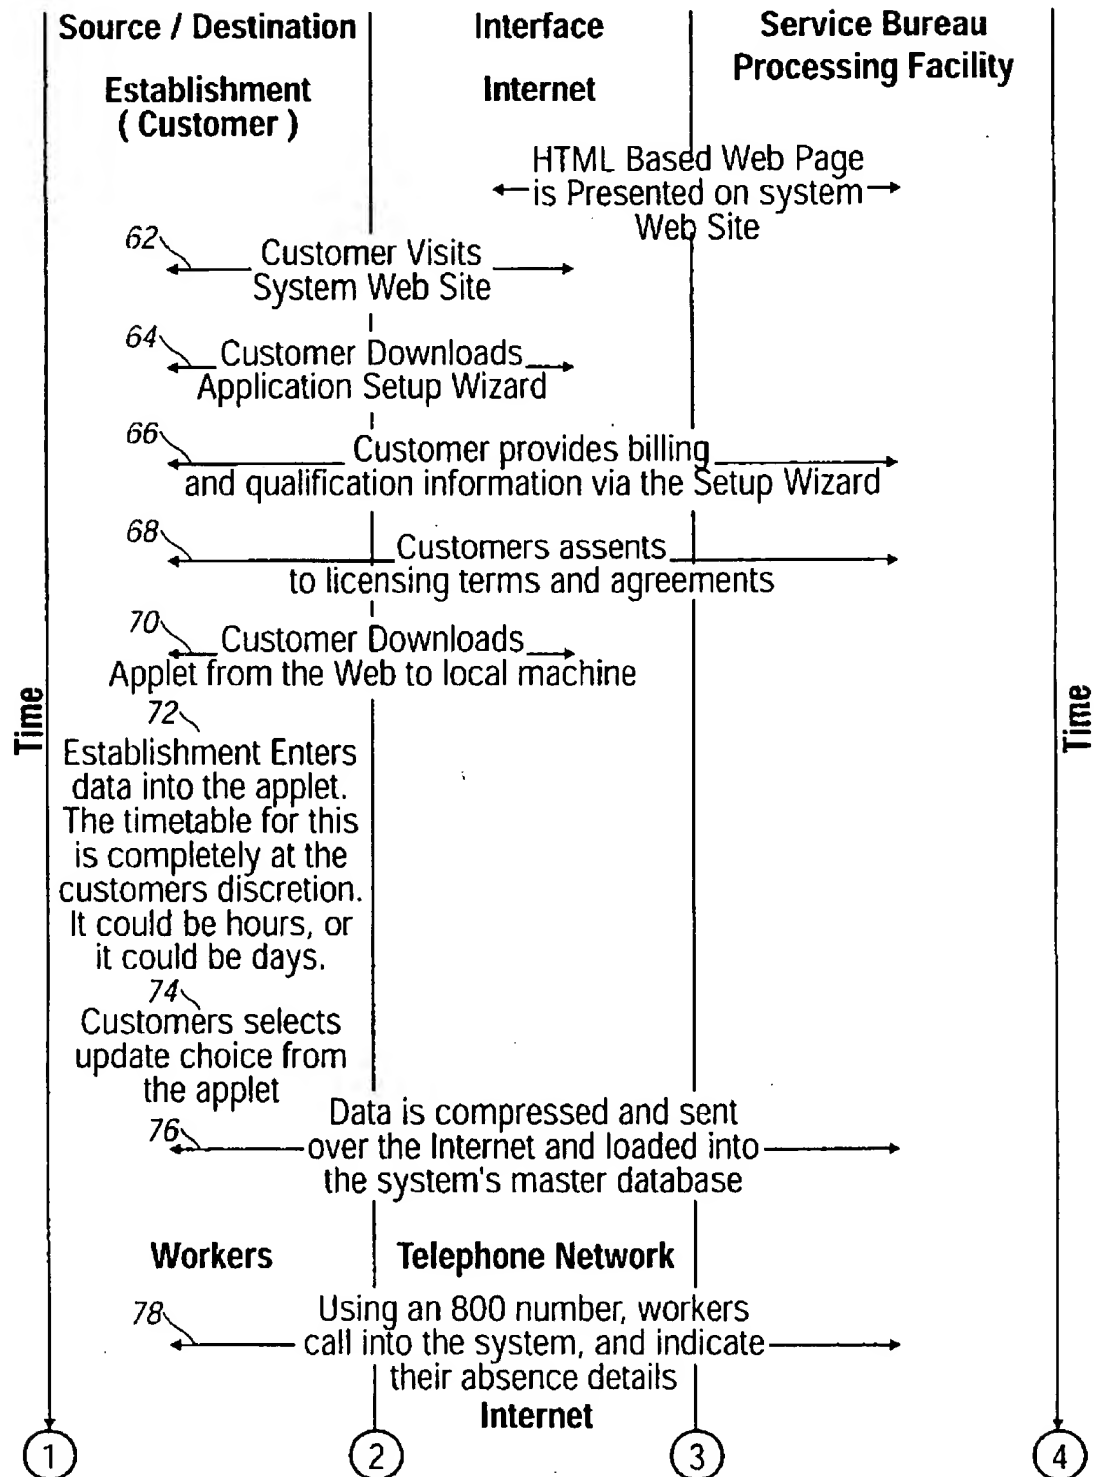 Source / Destination
Interface
Service Bureau
Processing Facility
Establishment
( Customer )
Internet
HTML Based Web Page
is Presented on system
Web Site
62
Customer Visits
System Web Site
64
Customer Downloads
Application Setup Wizard
66
Customer provides billing
and qualification information via the Setup Wizard
68
Customers assents
to licensing terms and agreements
70
Customer Downloads
Applet from the Web to local machine
Time
Time
72
Establishment Enters
data into the applet.
The timetable for this
is completely at the
customers discretion.
It could be hours, or
it could be days.
74
Customers selects
update choice from
the applet
76
Data is compressed and sent
over the Internet and loaded into
the system's master database
Workers
Telephone Network
78
Using an 800 number, workers
call into the system, and indicate
their absence details
Internet
1
2
3
4